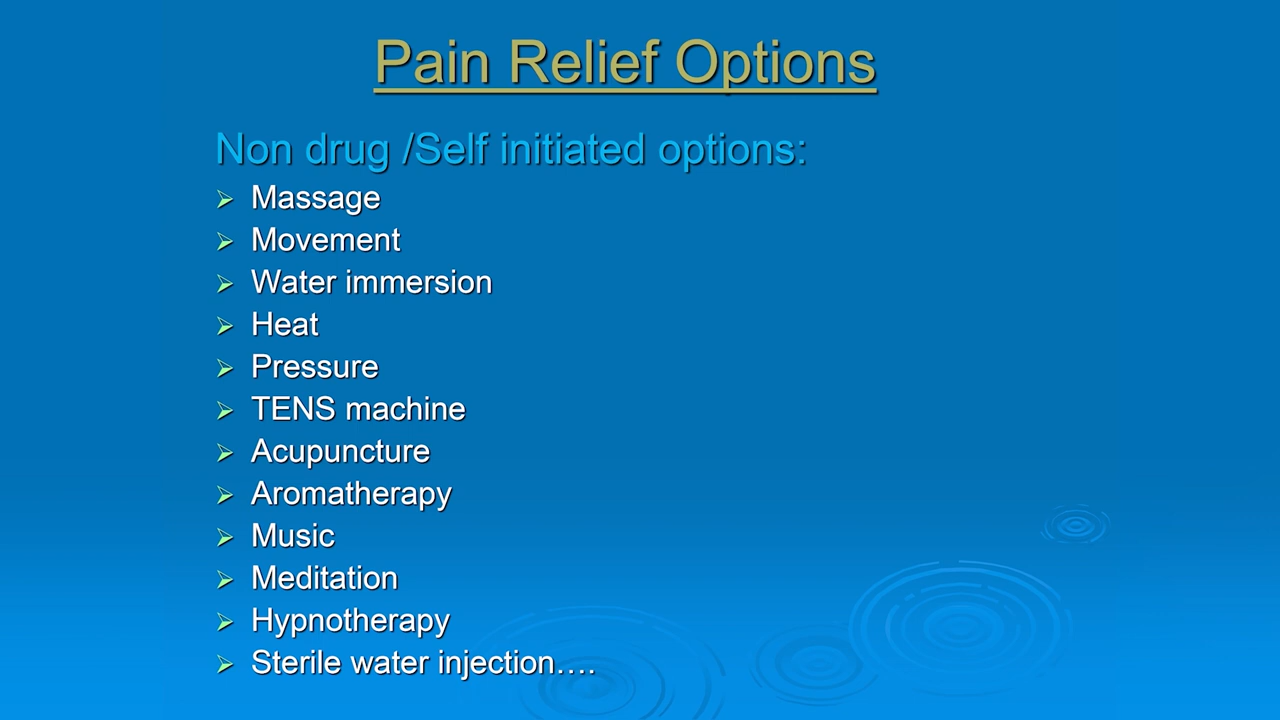 Pain Relief Options
Non drug /Self initiated options:
Massage
Movement
Water immersion
Heat
Pressure
TENS machine
Acupuncture
Aromatherapy
Music
Meditation
Hypnotherapy
Sterile water injection….